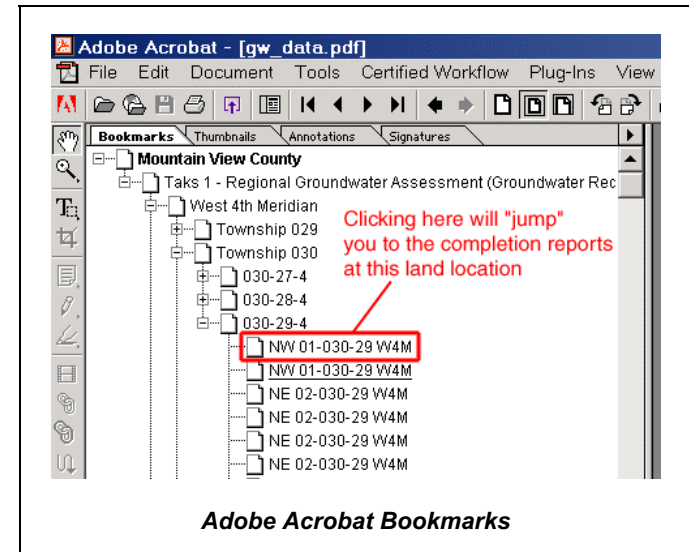 Adobe Acrobat - [gw_data.pdf]
File Edit Document Tools Certified Workflow Plug-Ins View
Bookmarks Thumbnails Annotations Signatures
Mountain View County
Taks 1 - Regional Groundwater Assessment (Groundwater Rec
West 4th Meridian
Township 029
Township 030
030-27-4
030-28-4
030-29-4
NW 01-030-29 W4M
NW 01-030-29 W4M
NE 02-030-29 W4M
NE 02-030-29 W4M
NE 02-030-29 W4M
NE 02-030-29 W4M
Clicking here will "jump"
you to the completion reports
at this land location
Adobe Acrobat Bookmarks